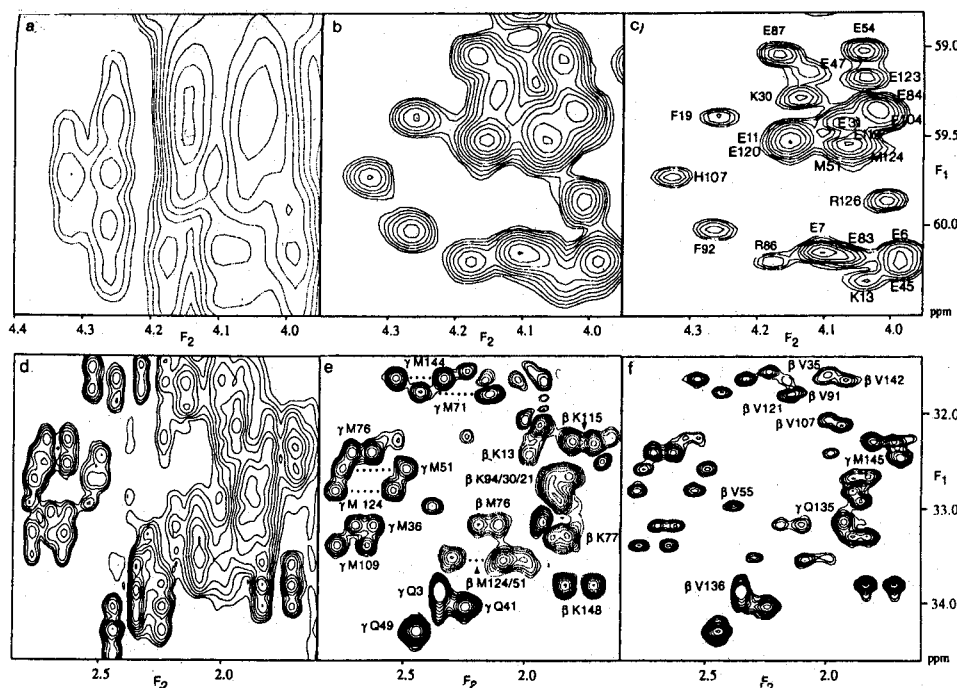 a
b
c
E87
E54
E47
E123
K30
E84
F19
E3
E104
E11
E120
M51
M124
H107
R126
E7
E83
E6
F92
R86
E45
K13
59.0
59.5
F1
60.0
ppm
4.4 4.3 4.2 4.1 4.0
4.3 4.2 4.1 4.0
4.3 4.2 4.1 4.0
F2
F2
F2
d
e
f
γ M144
γ M71
β K115
γ M76
β K13
γ M51
β K94/30/21
γ M 124
β M76
γ M36
β K77
γ M109
β M124/51
γ Q3
γ Q41
β K148
γ Q49
β V35
β V142
β V91
β V121
β V107
γ M145
β V55
γ Q135
β V136
32.0
F1
33.0
34.0
ppm
2.5 2.0
2.5 2.0
2.5 2.0
F2
F2
F2